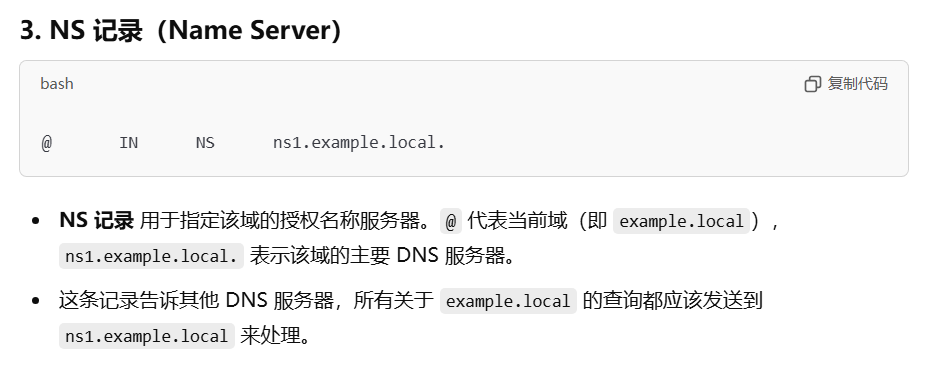 3. NS 记录（Name Server）
bash
复制代码
@ IN NS ns1.example.local.
NS 记录 用于指定该域的授权名称服务器。@ 代表当前域（即 example.local），
ns1.example.local. 表示该域的主要 DNS 服务器。
这条记录告诉其他 DNS 服务器，所有关于 example.local 的查询都应该发送到
ns1.example.local 来处理。